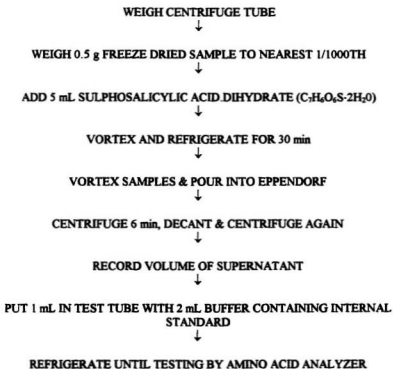 WEIGH CENTRIFUGE TUBE
↓
WEIGH 0.5 g FREEZE DRIED SAMPLE TO NEAREST 1/1000TH
↓
ADD 5 mL SULPHOSALICYLIC ACID DIHYDRATE (C₇H₆O₆S-2H₂0)
↓
VORTEX AND REFRIGERATE FOR 30 min
↓
VORTEX SAMPLES & POUR INTO EPPENDORF
↓
CENTRIFUGE 6 min, DECANT & CENTRIFUGE AGAIN
↓
RECORD VOLUME OF SUPERNATANT
↓
PUT 1 mL IN TEST TUBE WITH 2 mL BUFFER CONTAINING INTERNAL
STANDARD
↓
REFRIGERATE UNTIL TESTING BY AMINO ACID ANALYZER